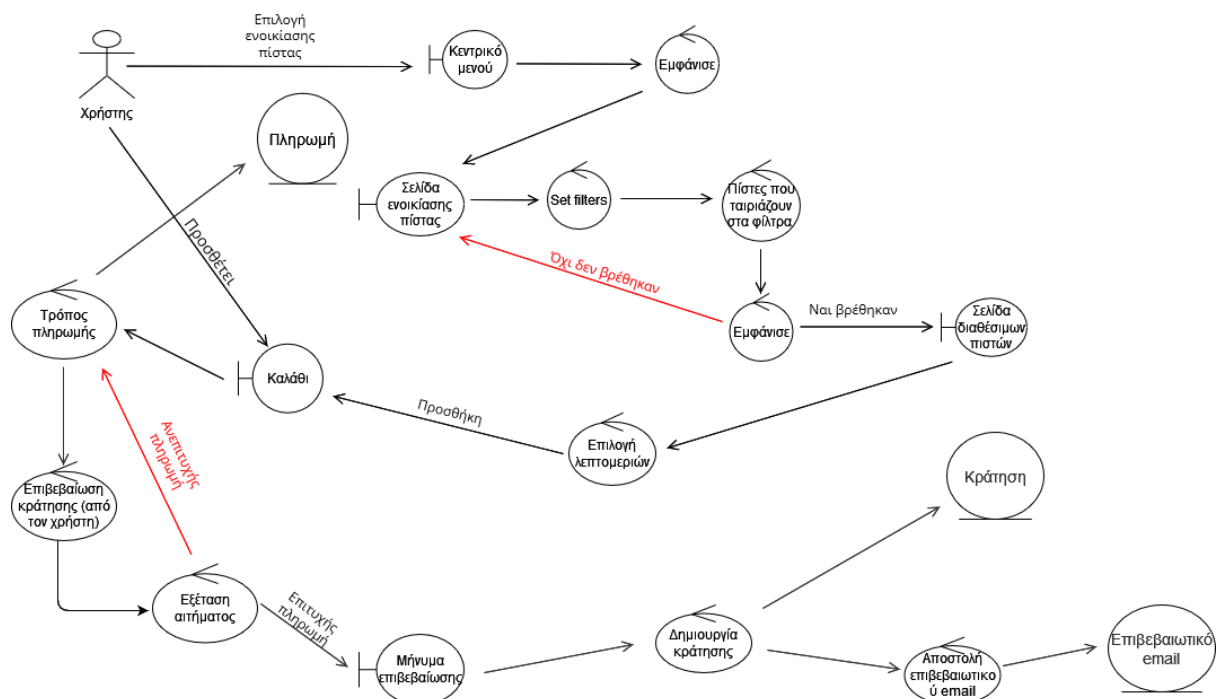 Επιλογή
ενοικίασης
πίστας
Κεντρικό
μενού
Εμφάνισε
Χρήστης
Πληρωμή
Σελίδα
ενοικίασης
πίστας
Set filters
Πίστες που
ταιριάζουν
στα φίλτρα
Προσθέτει
Όχι δεν βρέθηκαν
Τρόπος
πληρωμής
Εμφάνισε
Ναι βρέθηκαν
Σελίδα
διαθέσιμων
πιστών
Καλάθι
Προσθήκη
Επιλογή
λεπτομεριών
Ανεπιτυχής
πληρωμή
Κράτηση
Επιβεβαίωση
κράτησης (από
τον χρήστη)
Εξέταση
αιτήματος
Επιτυχής
πληρωμή
Μήνυμα
επιβεβαίωσης
Δημιουργία
κράτησης
Αποστολή
επιβεβαιωτικο
ύ email
Επιβεβαιωτικό
email